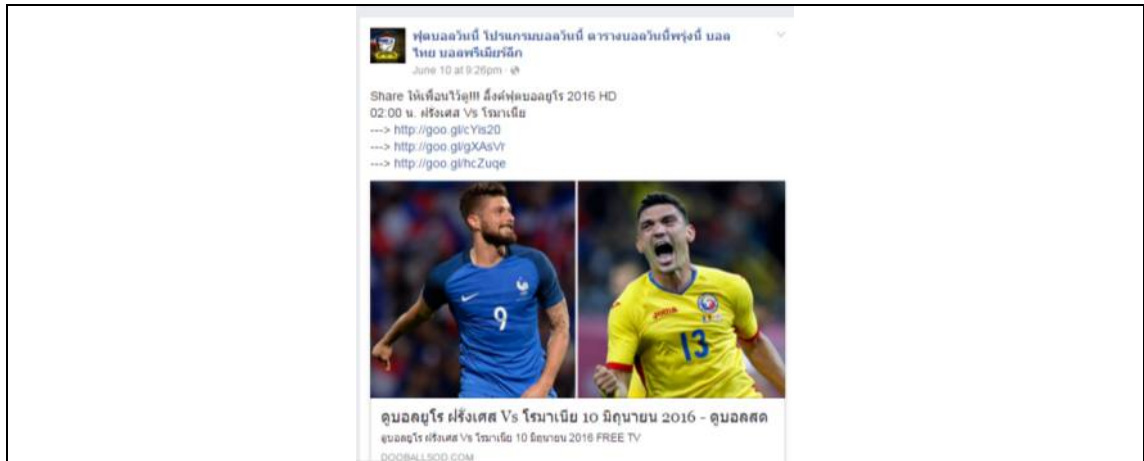 ฟุตบอลวันนี้ โปรแกรมบอลวันนี้ ตารางบอลวันนี้พรุ่งนี้ บอล
ไทย บอลพรีเมียร์ลีก
June 10 at 9:26pm ·
Share ให้เพื่อนไว้ดู!!! ลิ้งค์ฟุตบอลยูโร 2016 HD
02:00 น. ฝรั่งเศส Vs โรมาเนีย
---> http://goo.gl/cYis20
---> http://goo.gl/gXAsVr
---> http://goo.gl/hcZuqe
9
JOMA
13
ดูบอลยูโร ฝรั่งเศส Vs โรมาเนีย 10 มิถุนายน 2016 - ดูบอลสด
ดูบอลยูโร ฝรั่งเศส Vs โรมาเนีย 10 มิถุนายน 2016 FREE TV
DOOBALLSOD.COM